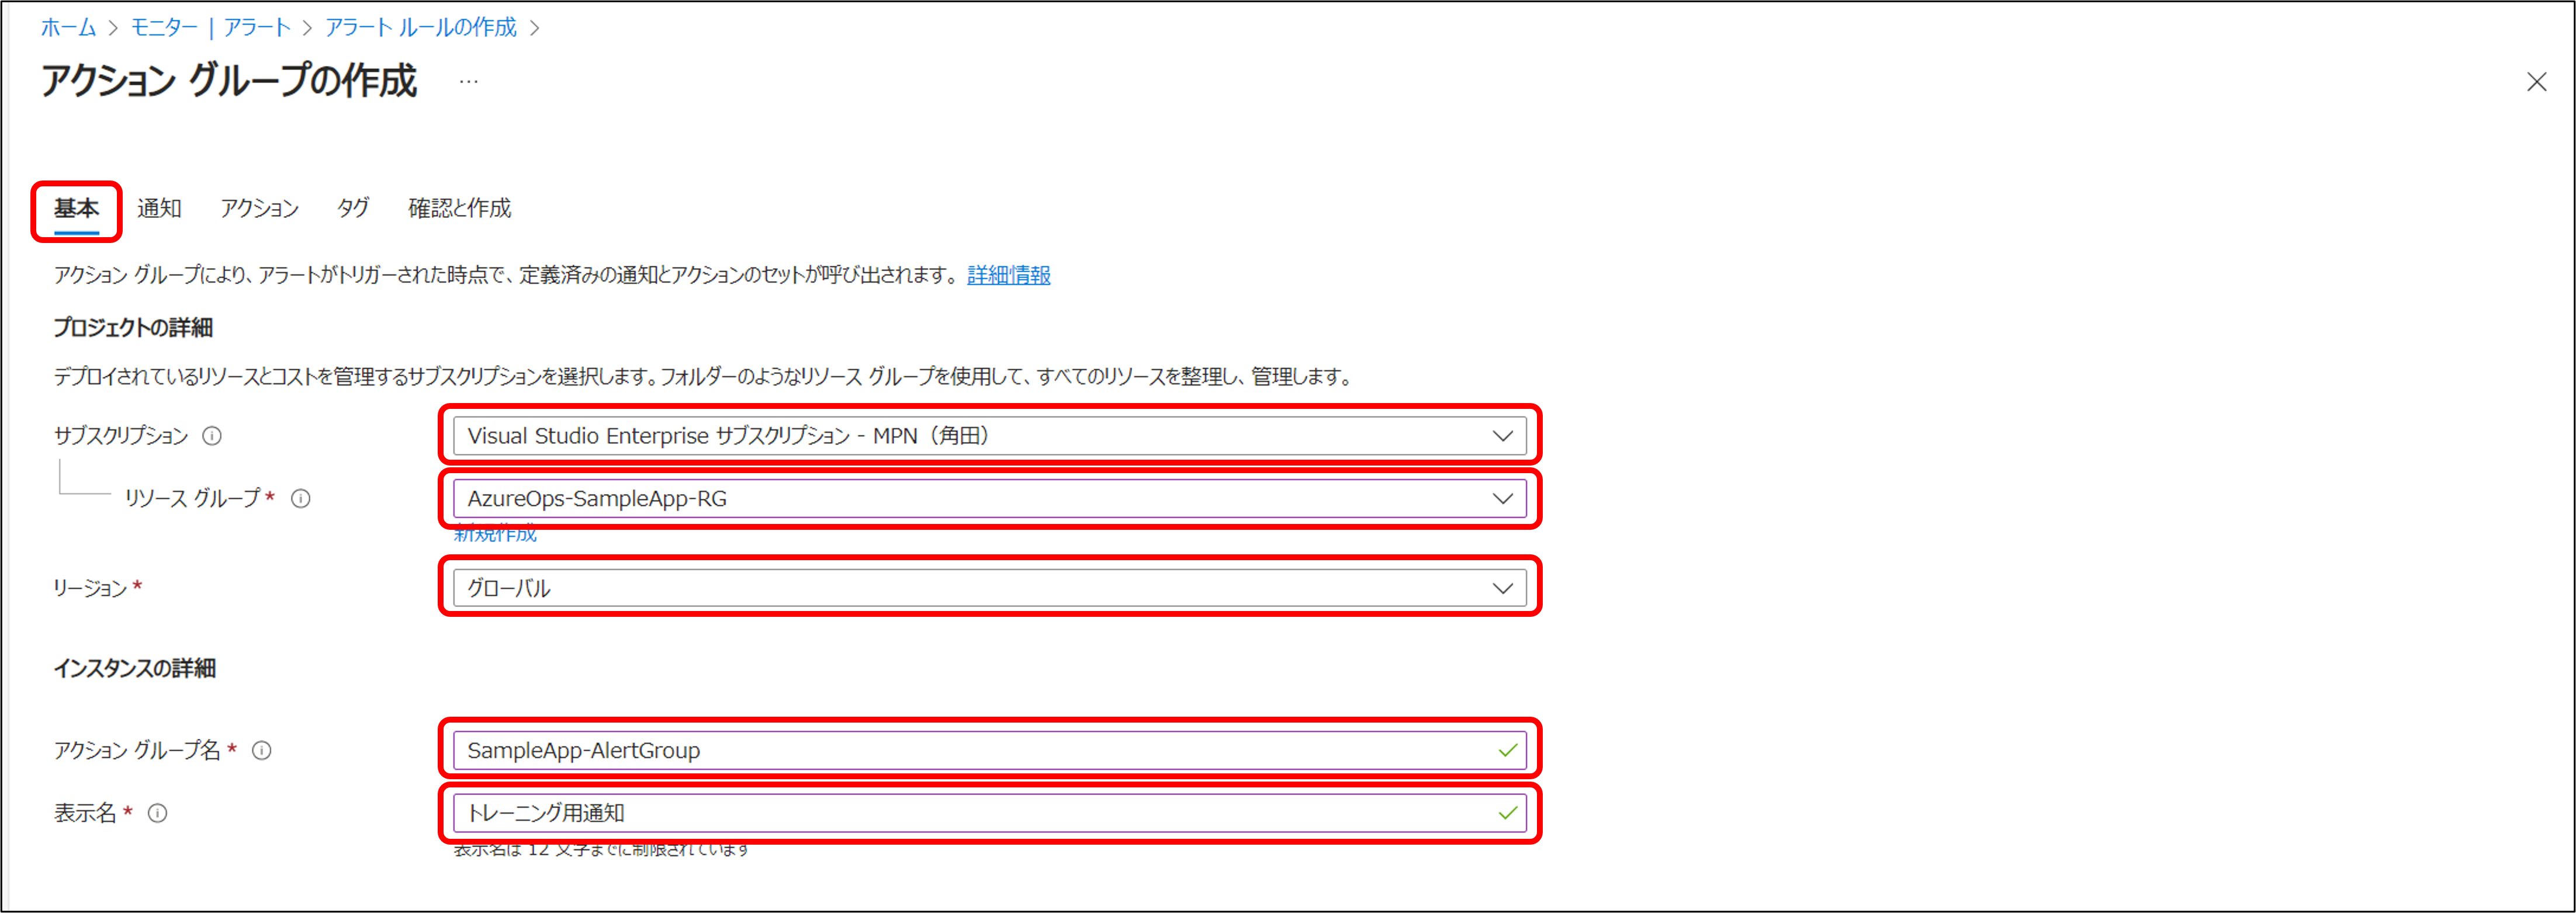 ホーム > モニター | アラート > アラート ルールの作成 >
アクション グループの作成 …
基本 通知 アクション タグ 確認と作成
アクション グループにより、アラートがトリガーされた時点で、定義済みの通知とアクションのセットが呼び出されます。 詳細情報
プロジェクトの詳細
デプロイされているリソースとコストを管理するサブスクリプションを選択します。フォルダーのようなリソース グループを使用して、すべてのリソースを整理し、管理します。
サブスクリプション Visual Studio Enterprise サブスクリプション - MPN（角田）
リソース グループ * AzureOps-SampleApp-RG
新規作成
リージョン * グローバル
インスタンスの詳細
アクション グループ名 * SampleApp-AlertGroup
表示名 * トレーニング用通知
表示名は 12 文字までに制限されています